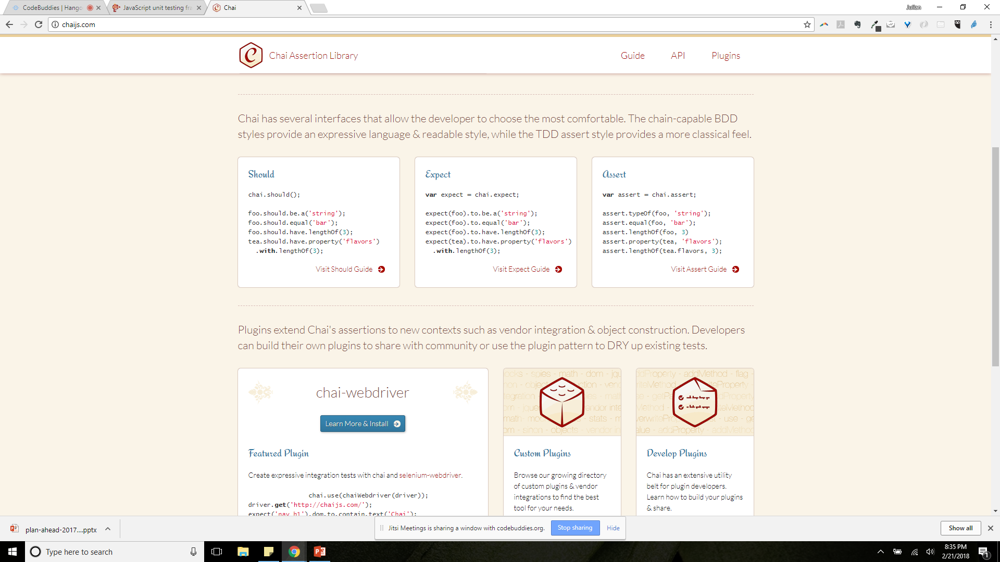 CodeBuddies | Hango
JavaScript unit testing fra
Chai
Julian
chaijs.com
Chai Assertion Library
Guide
API
Plugins
Chai has several interfaces that allow the developer to choose the most comfortable. The chain-capable BDD
styles provide an expressive language & readable style, while the TDD assert style provides a more classical feel.
Should
chai.should();
foo.should.be.a('string');
foo.should.equal('bar');
foo.should.have.lengthOf(3);
tea.should.have.property('flavors')
.with.lengthOf(3);
Visit Should Guide
Expect
var expect = chai.expect;
expect(foo).to.be.a('string');
expect(foo).to.equal('bar');
expect(foo).to.have.lengthOf(3);
expect(tea).to.have.property('flavors')
.with.lengthOf(3);
Visit Expect Guide
Assert
var assert = chai.assert;
assert.typeOf(foo, 'string');
assert.equal(foo, 'bar');
assert.lengthOf(foo, 3)
assert.property(tea, 'flavors');
assert.lengthOf(tea.flavors, 3);
Visit Assert Guide
Plugins extend Chai's assertions to new contexts such as vendor integration & object construction. Developers
can build their own plugins to share with community or use the plugin pattern to DRY up existing tests.
chai-webdriver
Learn More & Install
Featured Plugin
Create expressive integration tests with chai and selenium-webdriver.
chai.use(chaiWebdriver(driver));
driver.get('http://chaijs.com/');
expect('nav h1').dom.to.contain.text('Chai');
Custom Plugins
Browse our growing directory
of custom plugins & vendor
integrations to find the best
tool for your needs.
Develop Plugins
Chai has an extensive utility
belt for plugin developers.
Learn how to build your plugins
& share.
plan-ahead-2017....pptx
Jitsi Meetings is sharing a window with codebuddies.org.
Stop sharing
Hide
Show all
Type here to search
8:35 PM
2/21/2018
1